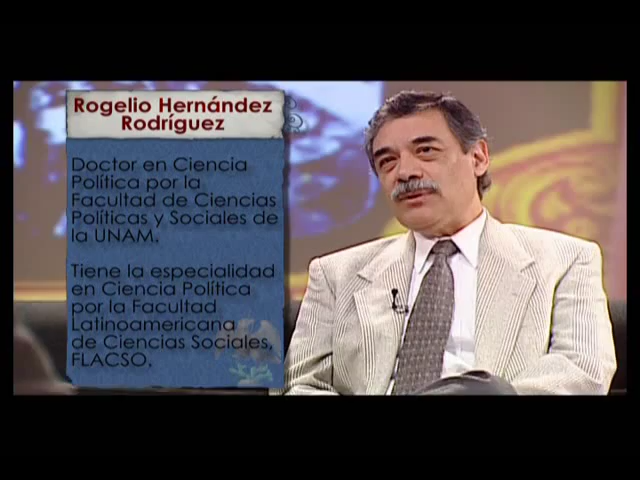 Rogelio Hernández
Rodríguez
Doctor en Ciencia
Política por la
Facultad de Ciencias
Políticas y Sociales de
la UNAM.
Tiene la especialidad
en Ciencia Política
por la Facultad
Latinoamericana
de Ciencias Sociales,
FLACSO.